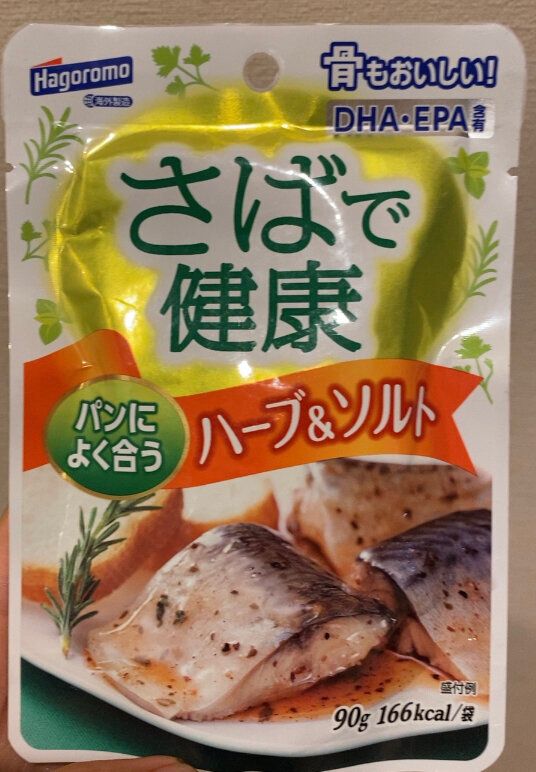 Hagoromo
海外製造
骨もおいしい!
DHA・EPA含有
さばで
健康
パンに
よく合う
ハーブ&ソルト
盛付例
90g 166kcal/袋